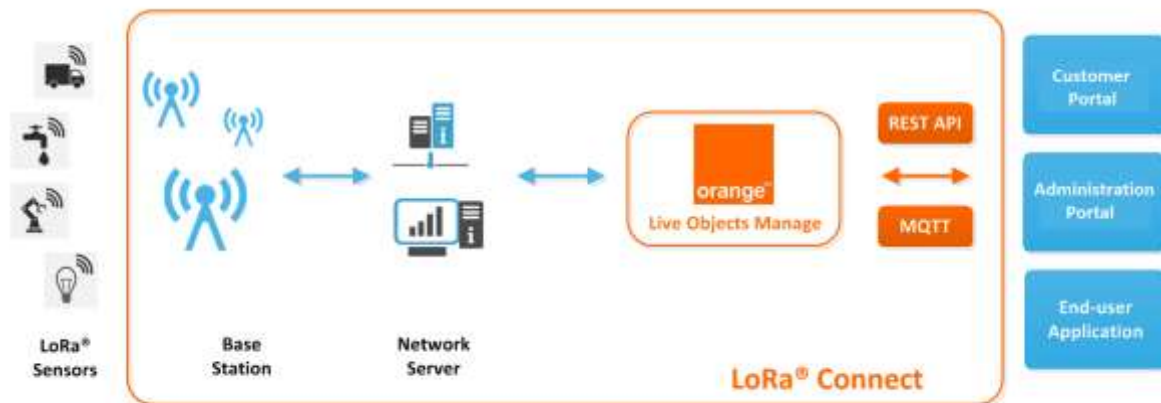 LoRa®
Sensors
Base
Station
Network
Server
orange™
Live Objects Manage
REST API
MQTT
LoRa® Connect
Customer
Portal
Administration
Portal
End-user
Application